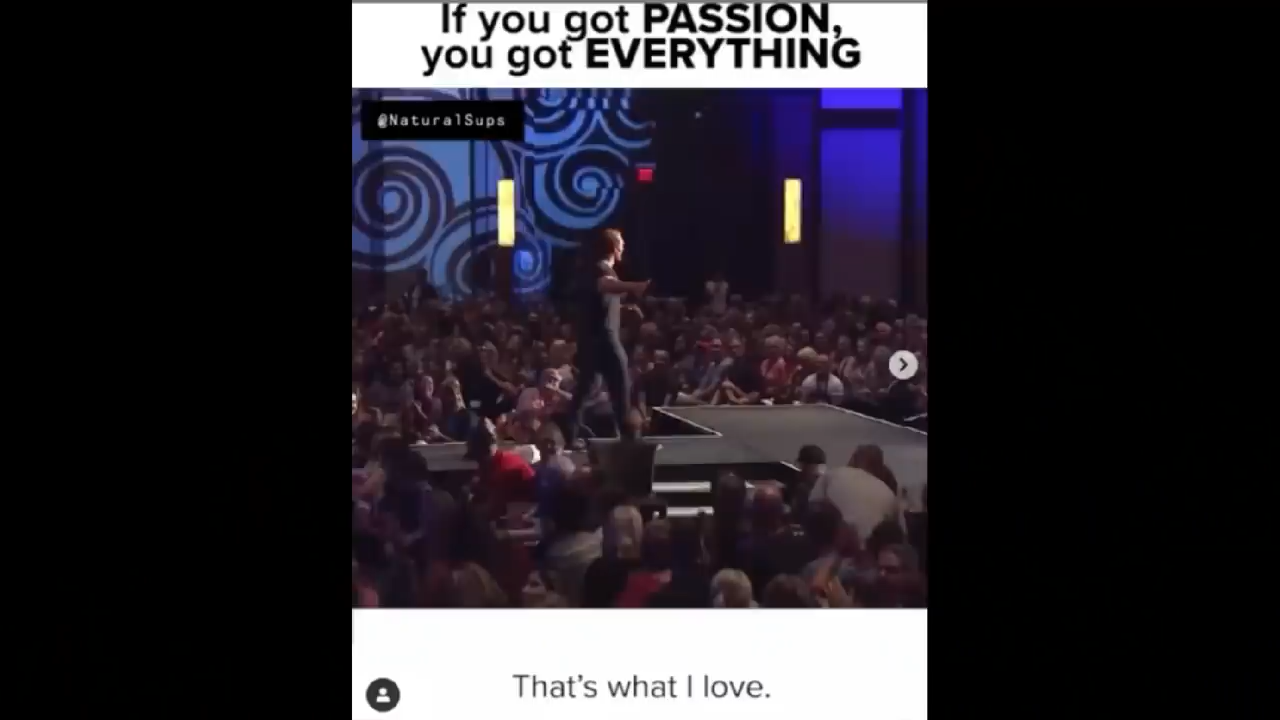 If you got PASSION,
you got EVERYTHING
@NaturalSups
That's what I love.